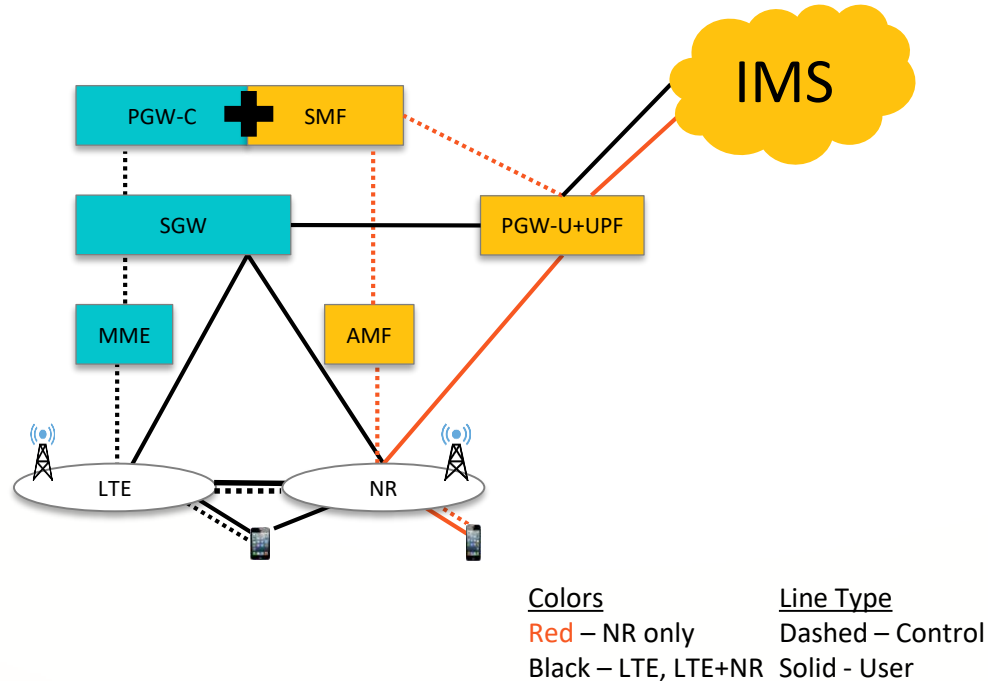 IMS
PGW-C
SMF
SGW
PGW-U+UPF
MME
AMF
LTE
NR
Colors
Line Type
Red – NR only
Dashed – Control
Black – LTE, LTE+NR
Solid - User